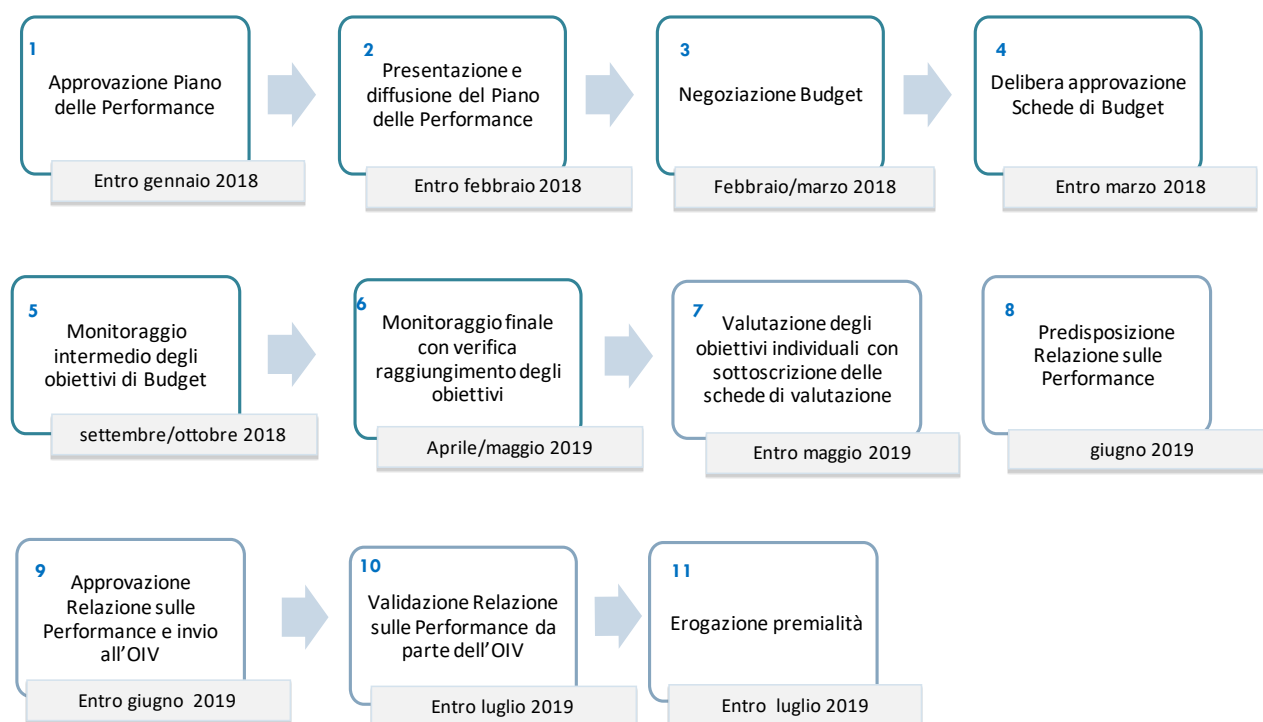 1
Approvazione Piano
delle Performance
Entro gennaio 2018
2
Presentazione e
diffusione del Piano
delle Performance
Entro febbraio 2018
3
Negoziazione Budget
Febbraio/marzo 2018
4
Delibera approvazione
Schede di Budget
Entro marzo 2018
5
Monitoraggio
intermedio degli
obiettivi di Budget
settembre/ottobre 2018
6
Monitoraggio finale
con verifica
raggiungimento degli
obiettivi
Aprile/maggio 2019
7
Valutazione degli
obiettivi individuali con
sottoscrizione delle
schede di valutazione
Entro maggio 2019
8
Predisposizione
Relazione sulle
Performance
giugno 2019
9
Approvazione
Relazione sulle
Performance e invio
all’OIV
Entro giugno 2019
10
Validazione Relazione
sulle Performance da
parte dell’OIV
Entro luglio 2019
11
Erogazione premialità
Entro luglio 2019